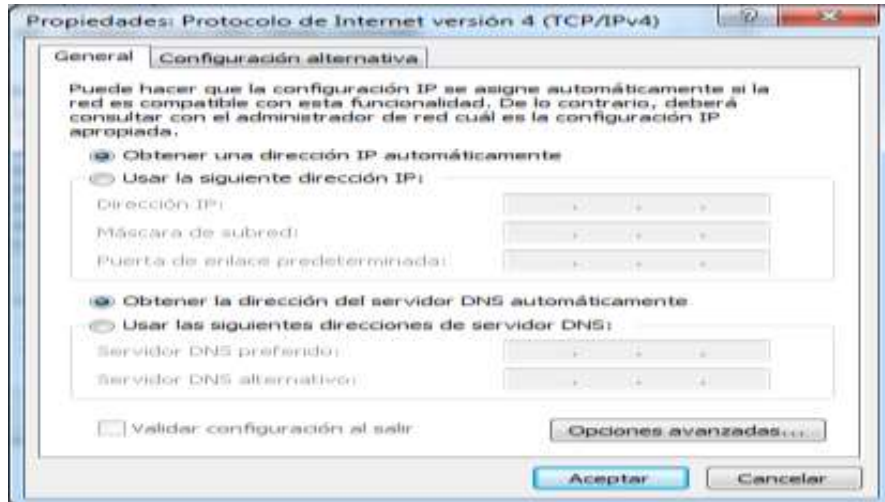 Propiedades: Protocolo de Internet versión 4 (TCP/IPv4)
General
Configuración alternativa
Puede hacer que la configuración IP se asigne automáticamente si la
red es compatible con esta funcionalidad. De lo contrario, deberá
consultar con el administrador de red cuál es la configuración IP
apropiada.
Obtener una dirección IP automáticamente
Usar la siguiente dirección IP:
Dirección IP:
Máscara de subred:
Puerta de enlace predeterminada:
Obtener la dirección del servidor DNS automáticamente
Usar las siguientes direcciones de servidor DNS:
Servidor DNS preferido:
Servidor DNS alternativo:
Validar configuración al salir
Opciones avanzadas...
Aceptar
Cancelar